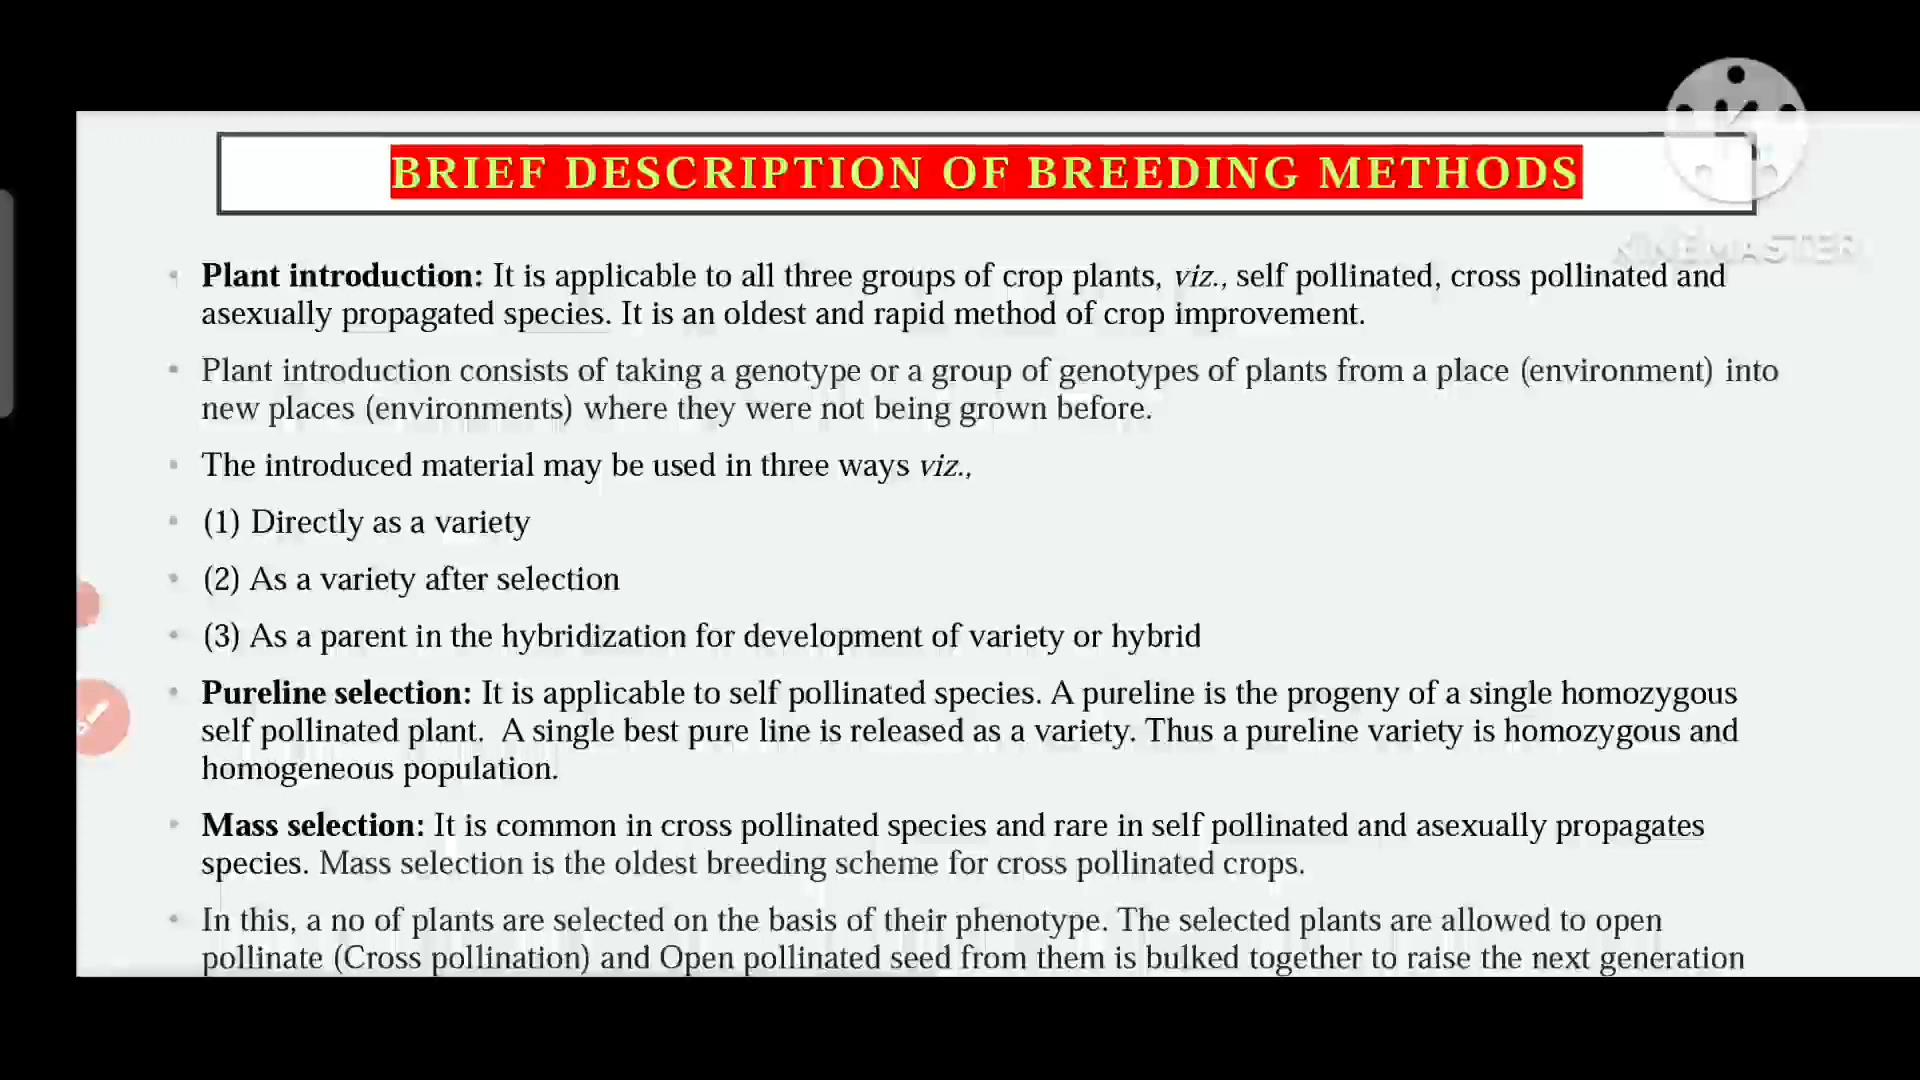 BRIEF DESCRIPTION OF BREEDING METHODS
KINEMASTER
Plant introduction: It is applicable to all three groups of crop plants, viz., self pollinated, cross pollinated and
asexually propagated species. It is an oldest and rapid method of crop improvement.
Plant introduction consists of taking a genotype or a group of genotypes of plants from a place (environment) into
new places (environments) where they were not being grown before.
The introduced material may be used in three ways viz.,
(1) Directly as a variety
(2) As a variety after selection
(3) As a parent in the hybridization for development of variety or hybrid
Pureline selection: It is applicable to self pollinated species. A pureline is the progeny of a single homozygous
self pollinated plant. A single best pure line is released as a variety. Thus a pureline variety is homozygous and
homogeneous population.
Mass selection: It is common in cross pollinated species and rare in self pollinated and asexually propagates
species. Mass selection is the oldest breeding scheme for cross pollinated crops.
In this, a no of plants are selected on the basis of their phenotype. The selected plants are allowed to open
pollinate (Cross pollination) and Open pollinated seed from them is bulked together to raise the next generation